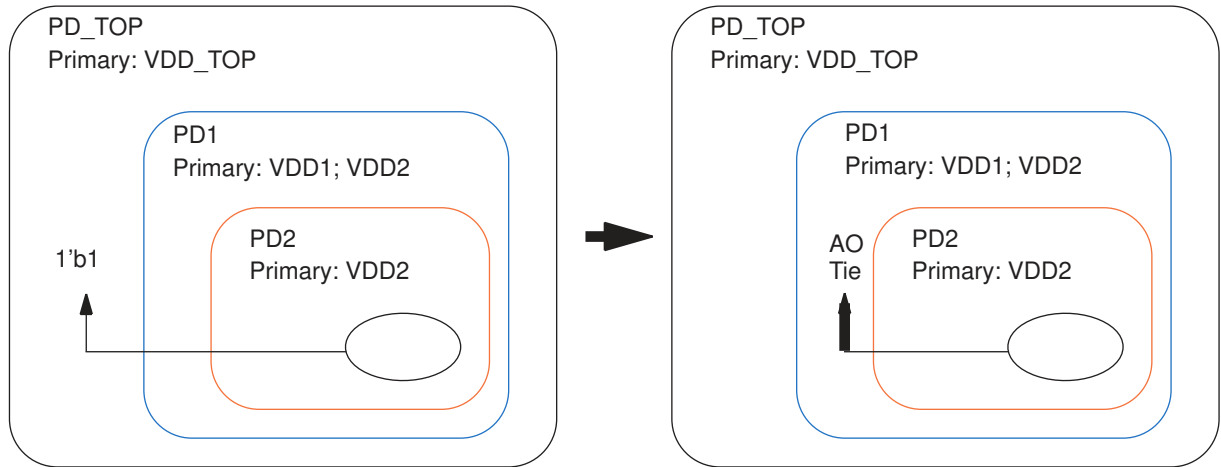 PD_TOP
Primary: VDD_TOP
PD1
Primary: VDD1; VDD2
PD2
Primary: VDD2
1’b1
PD_TOP
Primary: VDD_TOP
PD1
Primary: VDD1; VDD2
PD2
Primary: VDD2
AO
Tie